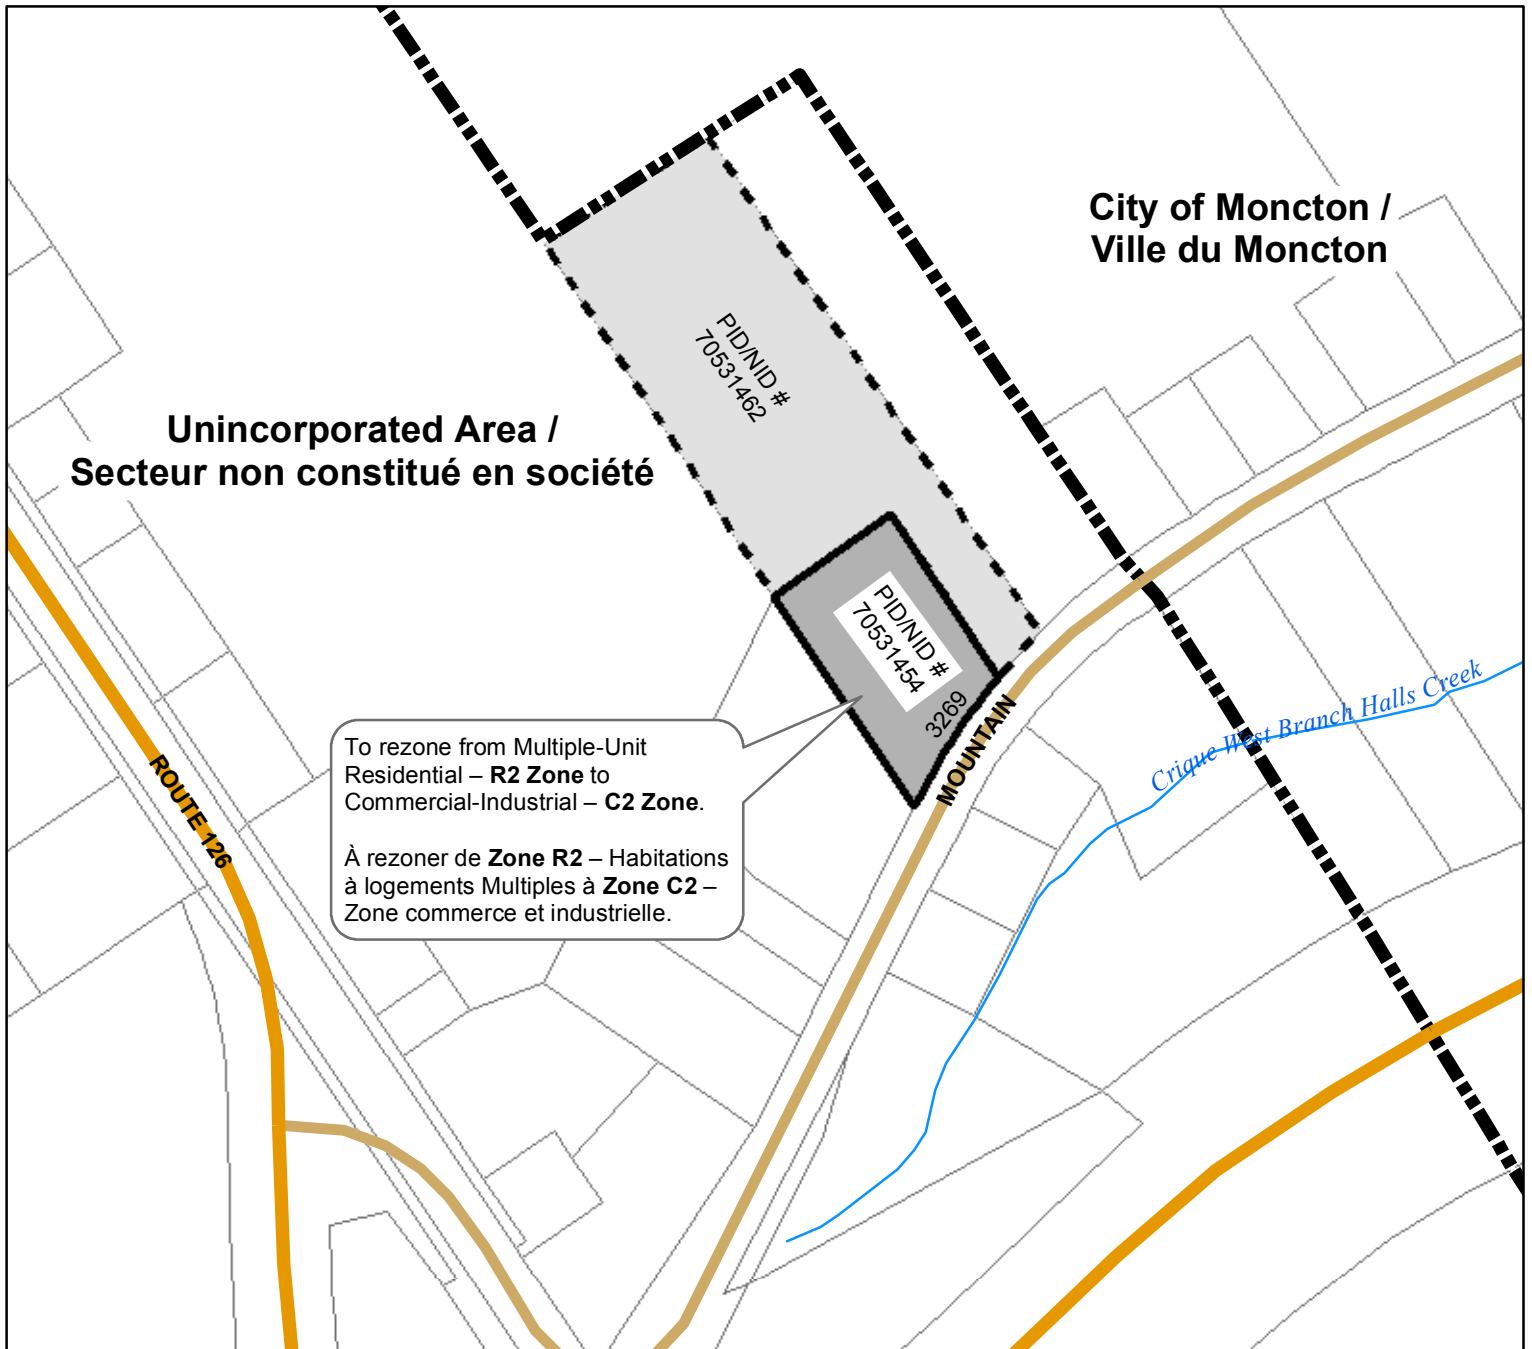 City of Moncton /
Ville du Moncton
PID/NID #
70531462
Unincorporated Area /
Secteur non constitué en société
PID/NID #
70531454
3269
MOUNTAIN
Crique West Branch Halls Creek
To rezone from Multiple-Unit
Residential – R2 Zone to
Commercial-Industrial – C2 Zone.
À rezoner de Zone R2 – Habitations
à logements Multiples à Zone C2 –
Zone commerce et industrielle.
ROUTE 126